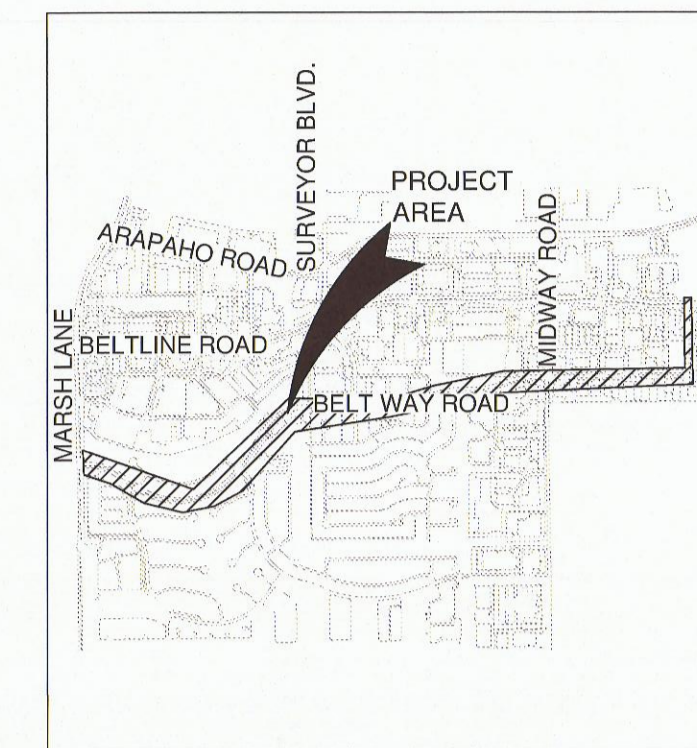 SURVEYOR BLVD.
PROJECT
AREA
ARAPAHO ROAD
MIDWAY ROAD
MARSH LANE
BELTLINE ROAD
BELT WAY ROAD